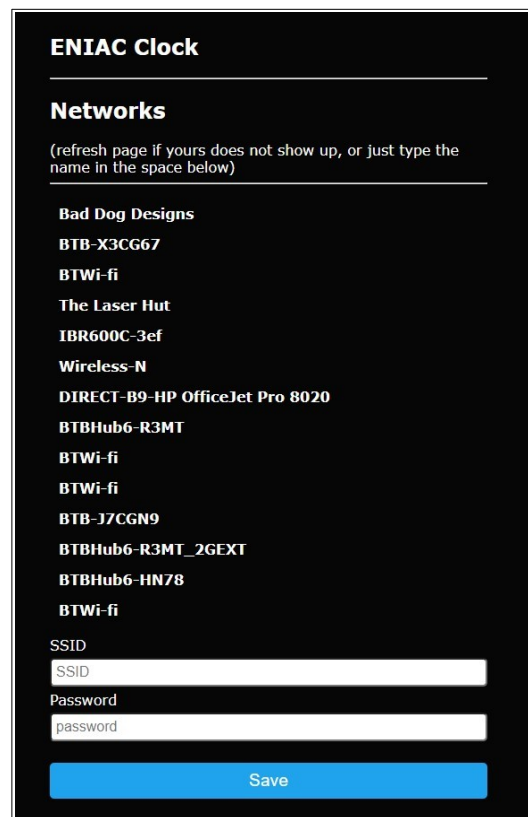 ENIAC Clock
Networks
(refresh page if yours does not show up, or just type the
name in the space below)
Bad Dog Designs
BTB-X3CG67
BTWi-fi
The Laser Hut
IBR600C-3ef
Wireless-N
DIRECT-B9-HP OfficeJet Pro 8020
BTBHub6-R3MT
BTWi-fi
BTWi-fi
BTB-J7CGN9
BTBHub6-R3MT_2GEXT
BTBHub6-HN78
BTWi-fi
SSID
SSID
Password
password
Save